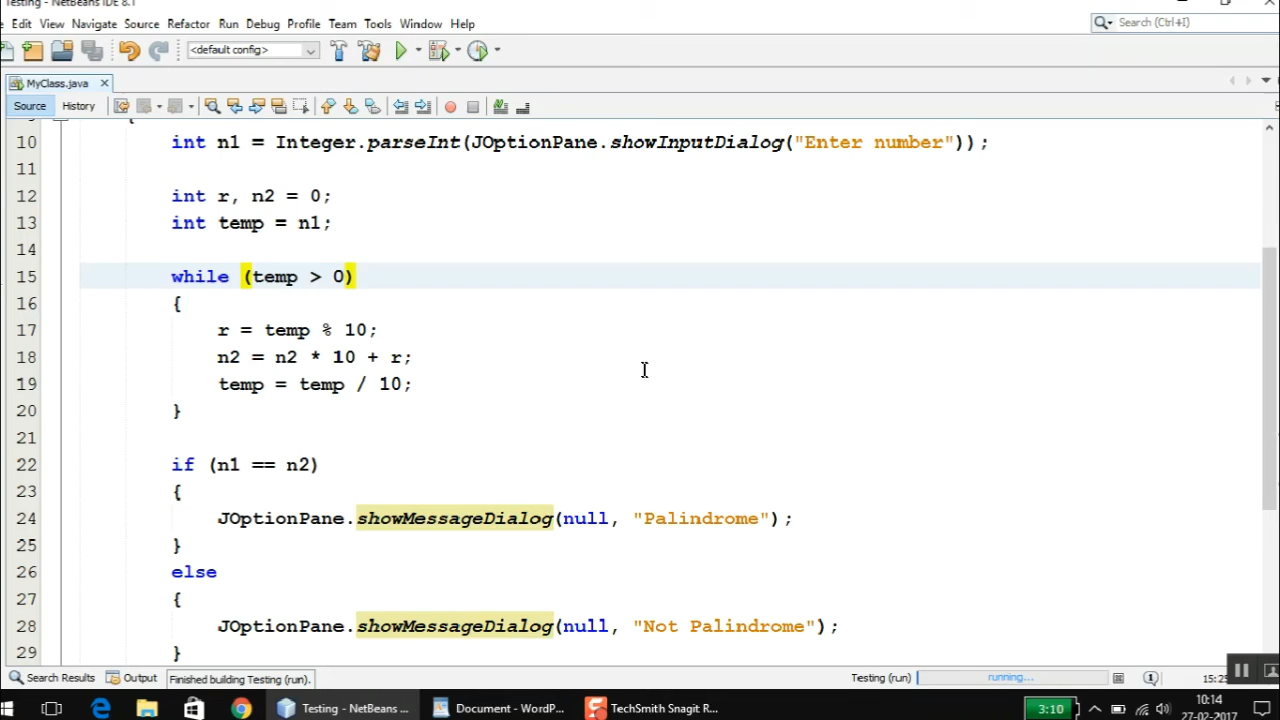 Testing - NetBeans IDE 8.1
Edit View Navigate Source Refactor Run Debug Profile Team Tools Window Help
<default config>
Search (Ctrl+I)
MyClass.java
Source History
10 int n1 = Integer.parseInt(JOptionPane.showInputDialog("Enter number"));
11
12 int r, n2 = 0;
13 int temp = n1;
14
15 while (temp > 0)
16 {
17 r = temp % 10;
18 n2 = n2 * 10 + r;
19 temp = temp / 10;
20 }
21
22 if (n1 == n2)
23 {
24 JOptionPane.showMessageDialog(null, "Palindrome");
25 }
26 else
27 {
28 JOptionPane.showMessageDialog(null, "Not Palindrome");
29 }
Search Results Output Finished building Testing (run). Testing (run) running... 1
Testing - NetBeans ... Document - WordP... TechSmith Snagit R... 3:10
10:14
27-02-2017